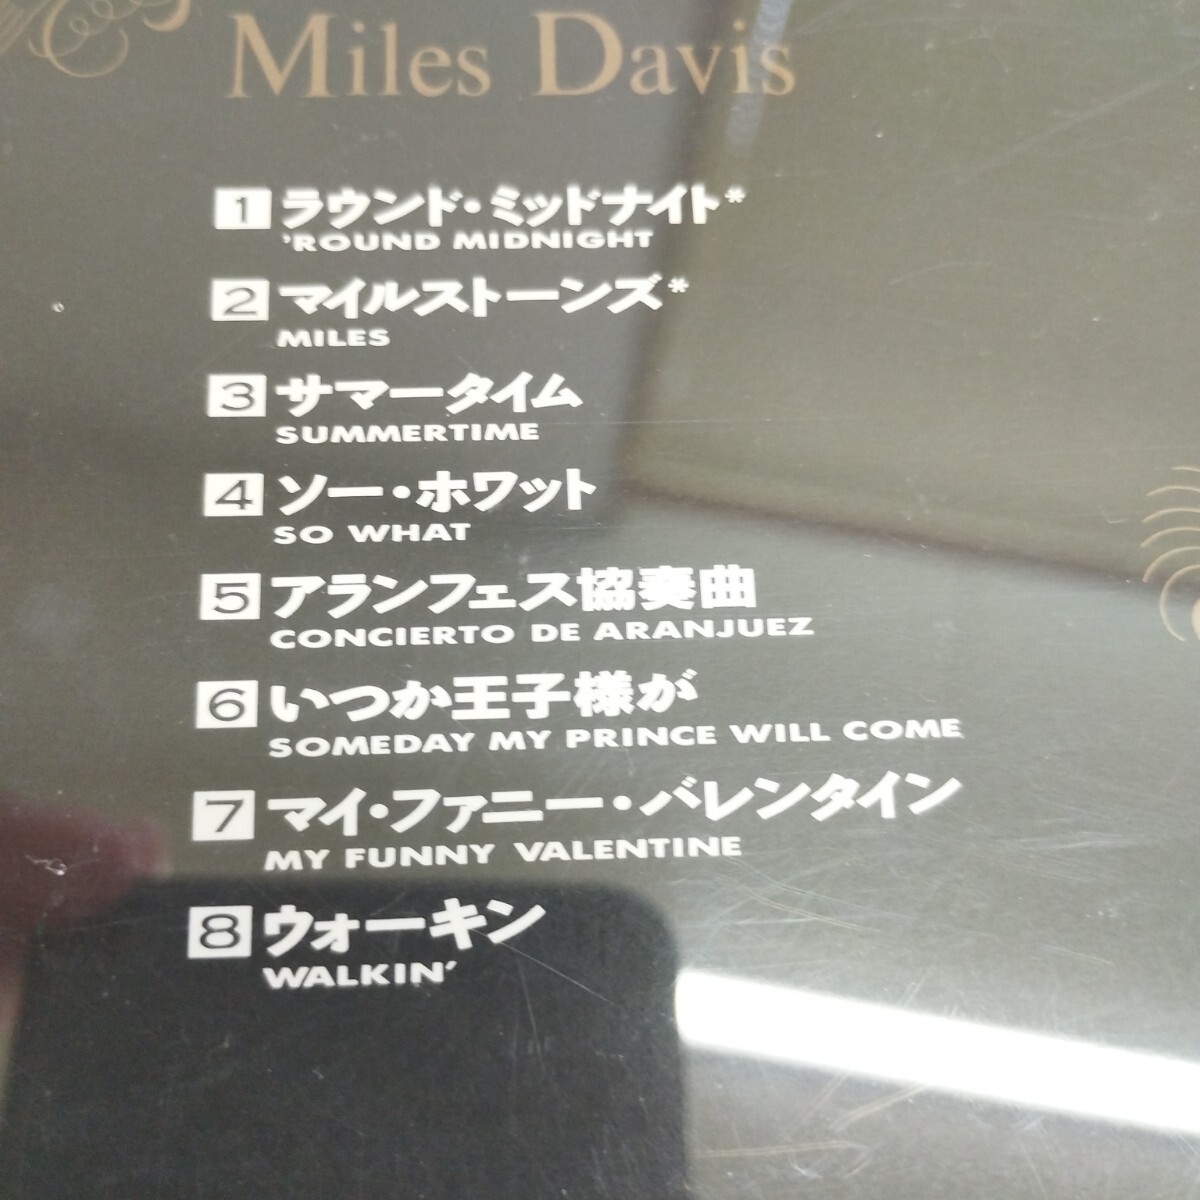 Miles Davis
1 ラウンド・ミッドナイト*
'ROUND MIDNIGHT
2 マイルストーンズ*
MILES
3 サマータイム
SUMMERTIME
4 ソー・ホワット
SO WHAT
5 アランフェス協奏曲
CONCIERTO DE ARANJUEZ
6 いつか王子様が
SOMEDAY MY PRINCE WILL COME
7 マイ・ファニー・バレンタイン
MY FUNNY VALENTINE
8 ウォーキン
WALKIN'